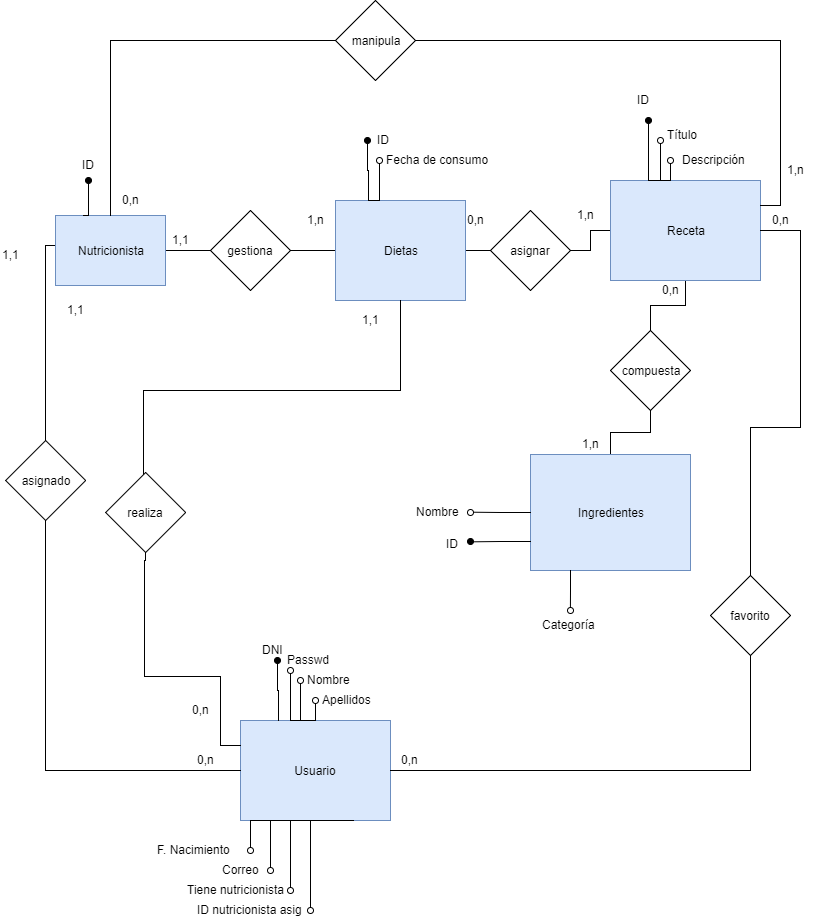 manipula
ID
ID
Título
Descripción
ID
Fecha de consumo
ID
0,n
1,n
1,1
Nutricionista
1,1
gestiona
1,n
Dietas
0,n
asignar
1,n
Receta
0,n
1,1
1,1
0,n
compuesta
1,n
asignado
realiza
Nombre
ID
Ingredientes
Categoría
favorito
DNI
Passwd
Nombre
Apellidos
0,n
0,n
Usuario
0,n
F. Nacimiento
Correo
Tiene nutricionista
ID nutricionista asig